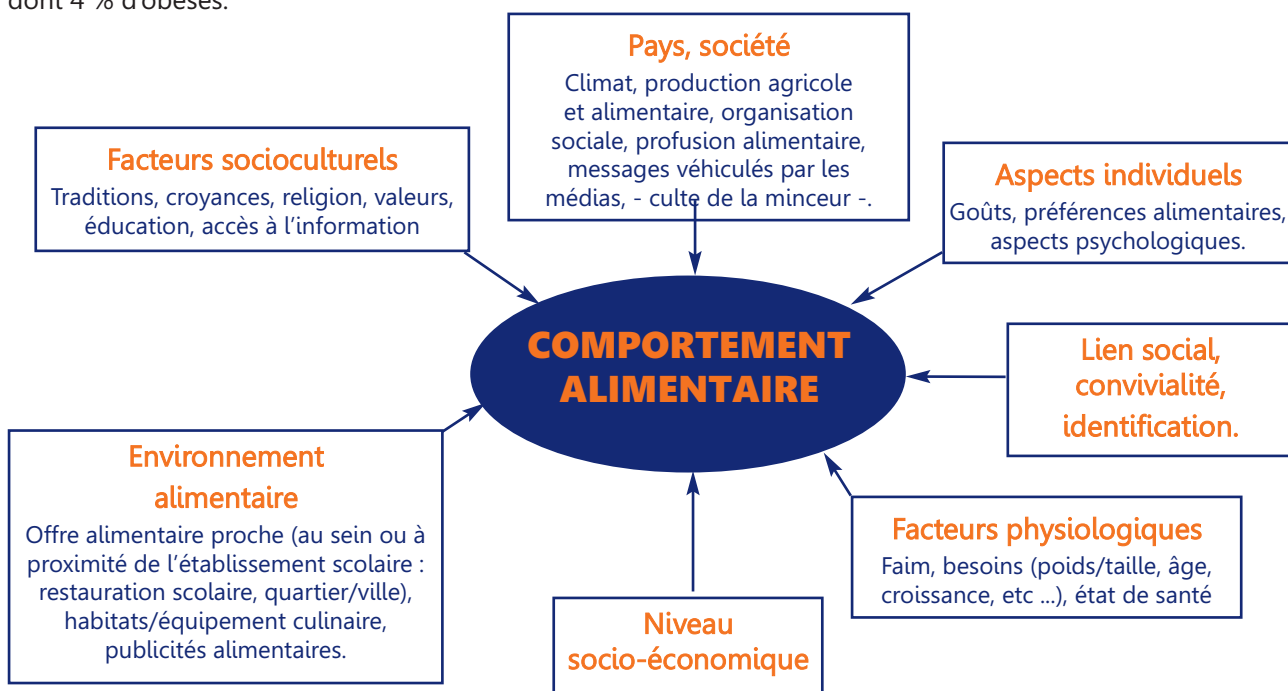 dont 4 % d'obèses.
Pays, société
Climat, production agricole
et alimentaire, organisation
sociale, profusion alimentaire,
messages véhiculés par les
médias, - culte de la minceur -.
Facteurs socioculturels
Traditions, croyances, religion, valeurs,
éducation, accès à l'information
Aspects individuels
Goûts, préférences alimentaires,
aspects psychologiques.
COMPORTEMENT
ALIMENTAIRE
Lien social,
convivialité,
identification.
Environnement
alimentaire
Offre alimentaire proche (au sein ou à
proximité de l'établissement scolaire :
restauration scolaire, quartier/ville),
habitats/équipement culinaire,
publicités alimentaires.
Facteurs physiologiques
Faim, besoins (poids/taille, âge,
croissance, etc ...), état de santé
Niveau
socio-économique